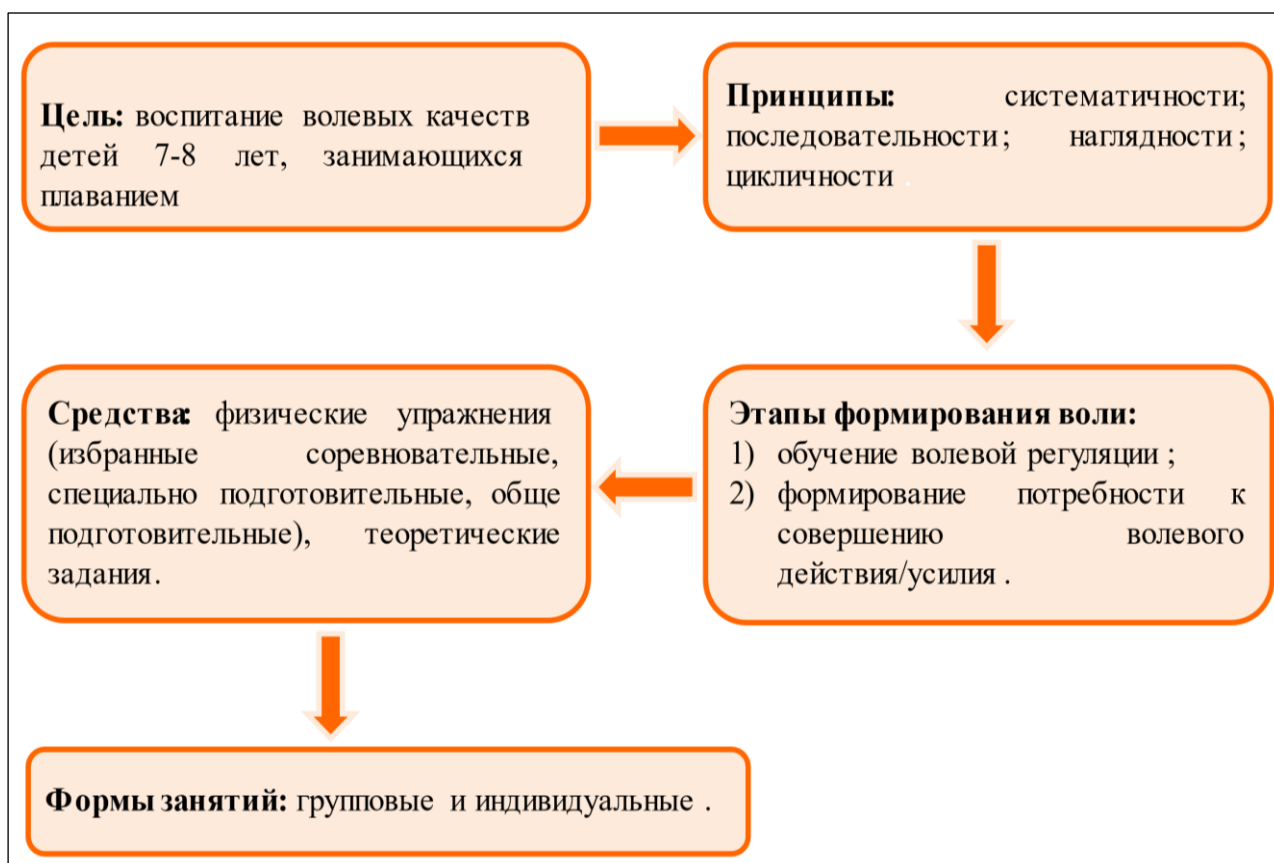 Цель: воспитание волевых качеств
детей 7-8 лет, занимающихся
плаванием
Принципы: систематичности;
последовательности; наглядности;
цикличности .
Этапы формирования воли:
1) обучение волевой регуляции ;
2) формирование потребности к
совершению волевого
действия/усилия .
Средства: физические упражнения
(избранные соревновательные,
специально подготовительные, обще
подготовительные), теоретические
задания.
Формы занятий: групповые и индивидуальные .